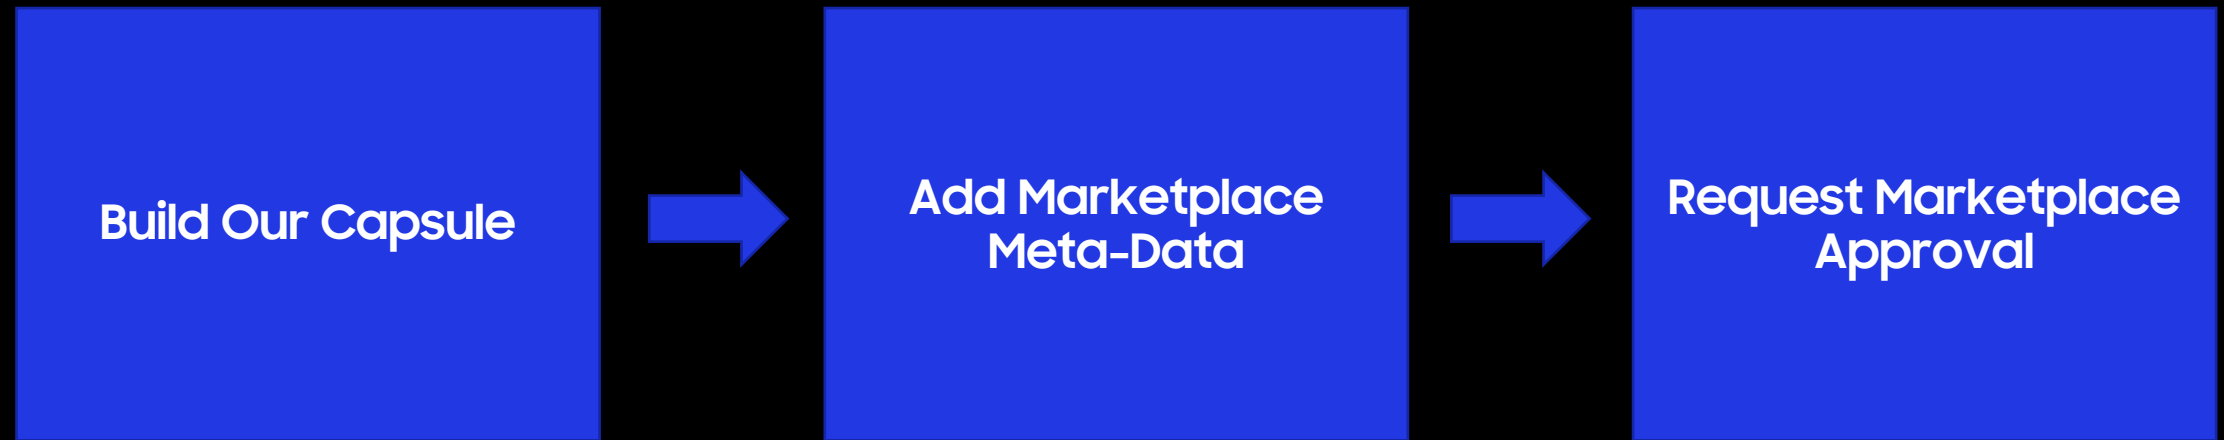 Build Our Capsule
Add Marketplace
Meta-Data
Request Marketplace
Approval